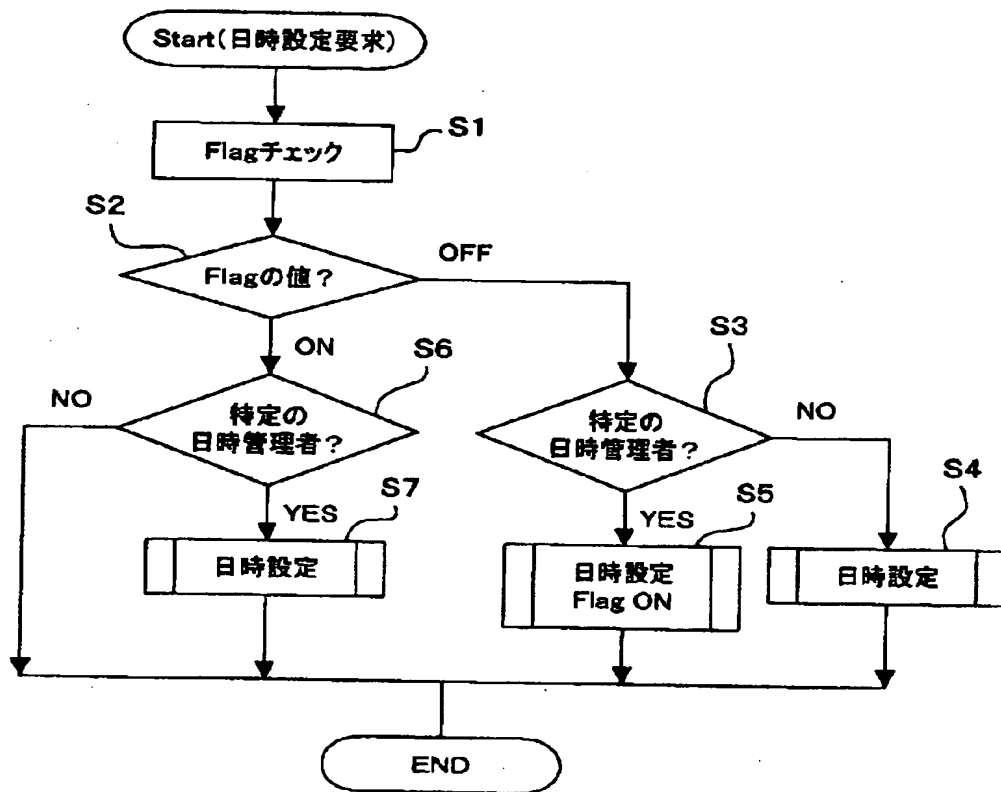 Start(日時設定要求)
S1
Flagチェック
S2
Flagの値?
OFF
ON
S6
S3
NO
特定の
日時管理者?
特定の
日時管理者?
NO
YES
S7
YES
S5
S4
日時設定
日時設定
Flag ON
日時設定
END